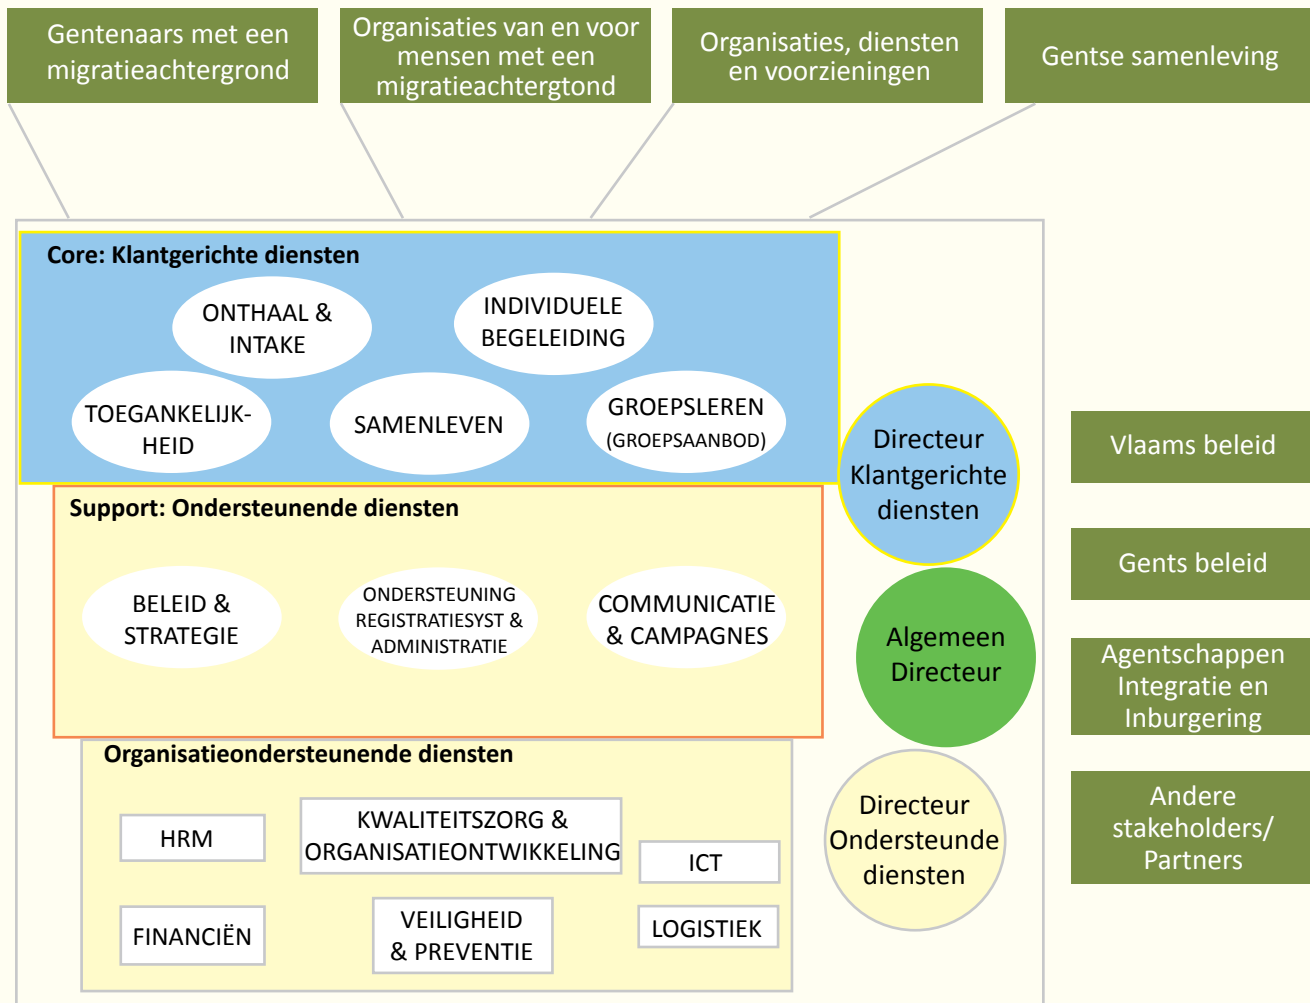 Gentenaars met een
migratieachtergrond
Organisaties van en voor
mensen met een
migratieachtergtond
Organisaties, diensten
en voorzieningen
Gentse samenleving
Core: Klantgerichte diensten
ONTHAAL &
INTAKE
INDIVIDUELE
BEGELEIDING
TOEGANKELIJK-
HEID
SAMENLEVEN
GROEPSLEREN
(GROEPSAANBOD)
Directeur
Klantgerichte
diensten
Vlaams beleid
Support: Ondersteunende diensten
BELEID &
STRATEGIE
ONDERSTEUNING
REGISTRATIESYST &
ADMINISTRATIE
COMMUNICATIE
& CAMPAGNES
Algemeen
Directeur
Gents beleid
Agentschappen
Integratie en
Inburgering
Organisatieondersteunende diensten
HRM
KWALITEITSZORG &
ORGANISATIEONTWIKKELING
ICT
FINANCIËN
VEILIGHEID
& PREVENTIE
LOGISTIEK
Directeur
Ondersteunde
diensten
Andere
stakeholders/
Partners